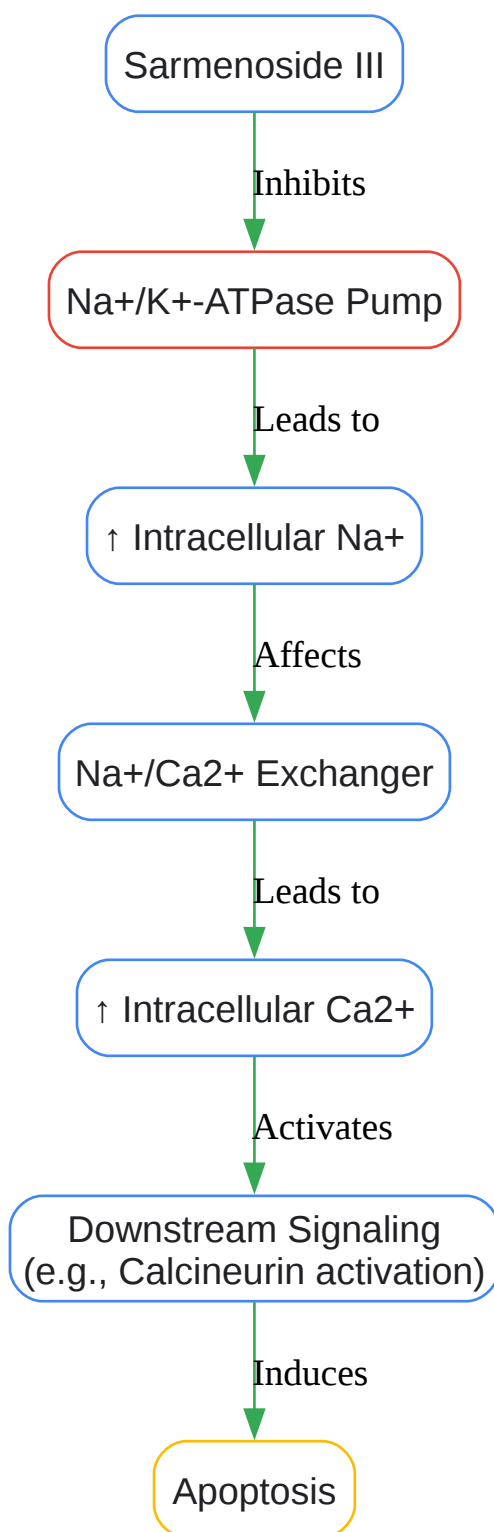 Sarmenoside III
Inhibits
Na+/K+-ATPase Pump
Leads to
↑ Intracellular Na+
Affects
Na+/Ca2+ Exchanger
Leads to
↑ Intracellular Ca2+
Activates
Downstream Signaling
(e.g., Calcineurin activation)
Induces
Apoptosis